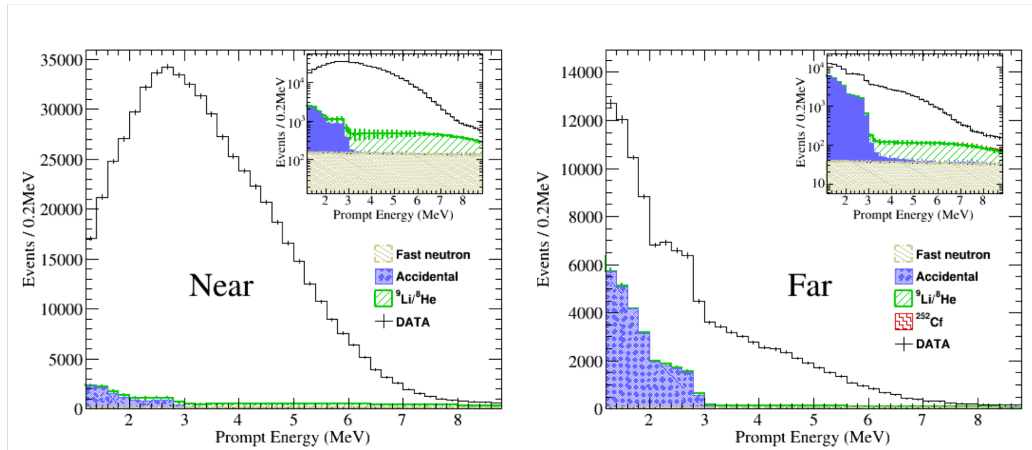 35000
30000
25000
20000
15000
10000
5000
0
Events / 0.2MeV
2 3 4 5 6 7 8
Prompt Energy (MeV)
Near
Fast neutron
Accidental
⁹Li/⁸He
DATA
10⁴
10³
10²
Events / 0.2MeV
2 3 4 5 6 7 8
Prompt Energy (MeV)
14000
12000
10000
8000
6000
4000
2000
0
Events / 0.2MeV
2 3 4 5 6 7 8
Prompt Energy (MeV)
Far
Fast neutron
Accidental
⁹Li/⁸He
²⁵²Cf
DATA
10⁴
10³
10²
10
Events / 0.2MeV
2 3 4 5 6 7 8
Prompt Energy (MeV)